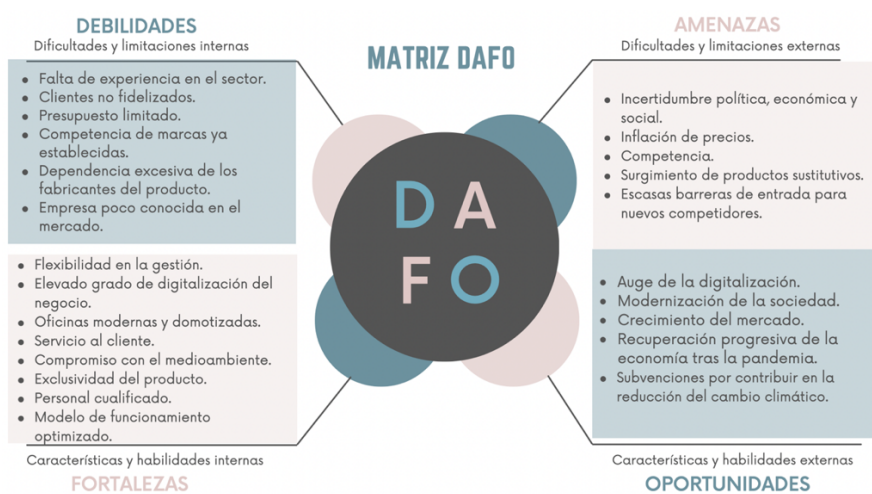 DEBILIDADES
Dificultades y limitaciones internas
• Falta de experiencia en el sector.
• Clientes no fidelizados.
• Presupuesto limitado.
• Competencia de marcas ya
establecidas.
• Dependencia excesiva de los
fabricantes del producto.
• Empresa poco conocida en el
mercado.
MATRIZ DAFO
AMENAZAS
Dificultades y limitaciones externas
• Incertidumbre política, económica y
social.
• Inflación de precios.
• Competencia.
• Surgimiento de productos sustitutivos.
• Escasas barreras de entrada para
nuevos competidores.
D A
F O
• Flexibilidad en la gestión.
• Elevado grado de digitalización del
negocio.
• Oficinas modernas y domotizadas.
• Servicio al cliente.
• Compromiso con el medioambiente.
• Exclusividad del producto.
• Personal cualificado.
• Modelo de funcionamiento
optimizado.
Características y habilidades internas
FORTALEZAS
• Auge de la digitalización.
• Modernización de la sociedad.
• Crecimiento del mercado.
• Recuperación progresiva de la
economía tras la pandemia.
• Subvenciones por contribuir en la
reducción del cambio climático.
Características y habilidades externas
OPORTUNIDADES